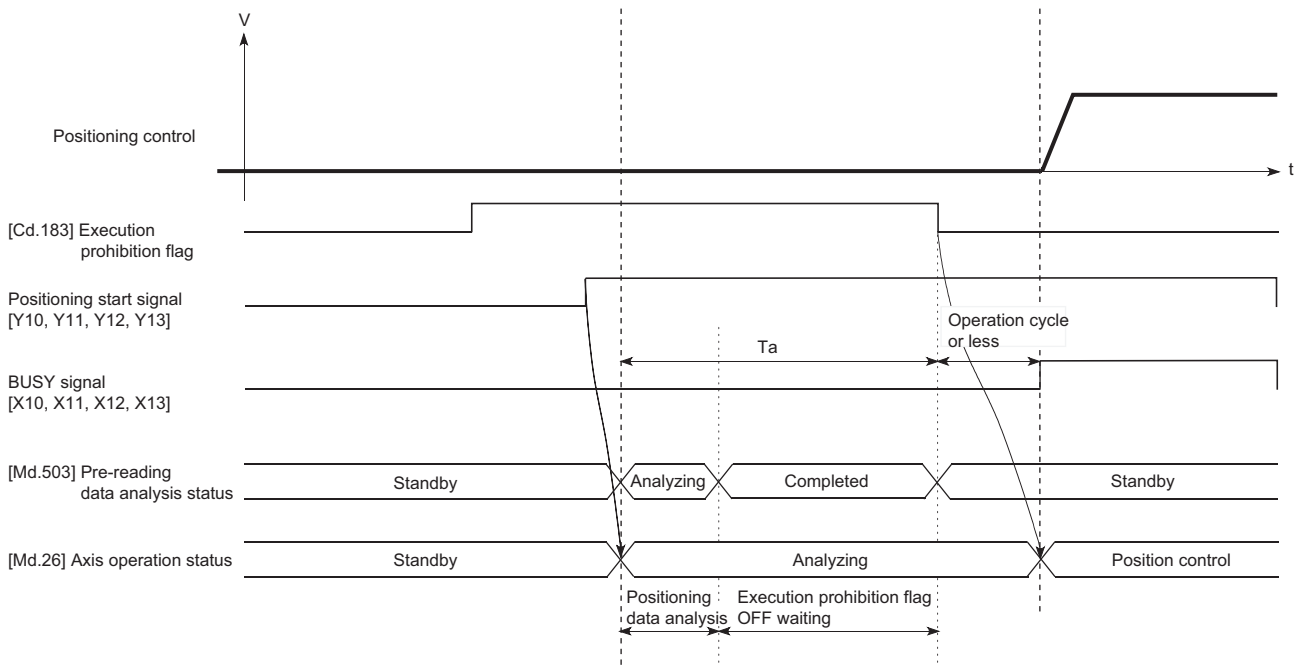 V
Positioning control
t
[Cd.183] Execution
prohibition flag
Positioning start signal
[Y10, Y11, Y12, Y13]
Operation cycle
or less
Ta
BUSY signal
[X10, X11, X12, X13]
[Md.503] Pre-reading
data analysis status
Standby
Analyzing
Completed
Standby
[Md.26] Axis operation status
Standby
Analyzing
Position control
Positioning
data analysis
Execution prohibition flag
OFF waiting